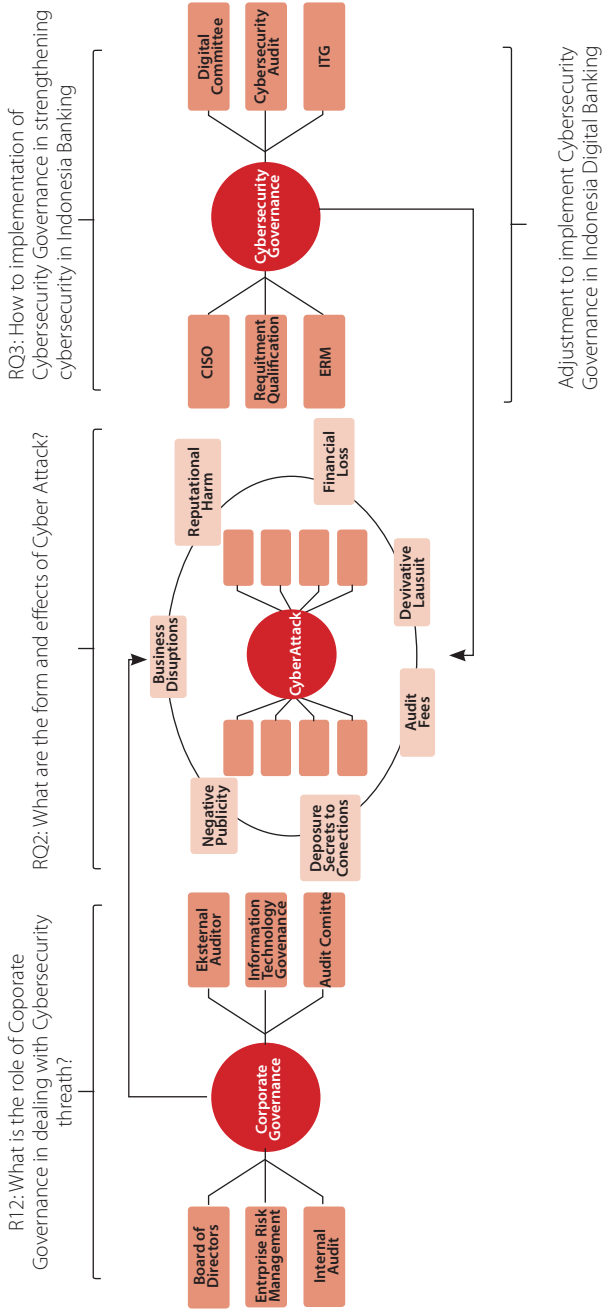 R12: What is the role of Coporate
Governance in dealing with Cybersecurity
threath?
Board of
Directors
Entrprise Risk
Management
Internal
Audit
Corporate
Governance
Eksternal
Auditor
Information
Technology
Govenance
Audit Comitte
RQ2: What are the form and effects of Cyber Attack?
Negative
Publicity
Business
Disruptions
Reputational
Harm
Financial
Loss
Devivative
Lausuit
Audit
Fees
Deposure
Secrets to
Conections
CyberAttack
RQ3: How to implementation of
Cybersecurity Governance in strengthening
cybersecurity in Indonesia Banking
CISO
Requitment
Qualification
ERM
Cybersecurity
Governance
Digital
Committee
Cybersecurity
Audit
ITG
Adjustment to implement Cybersecurity
Governance in Indonesia Digital Banking